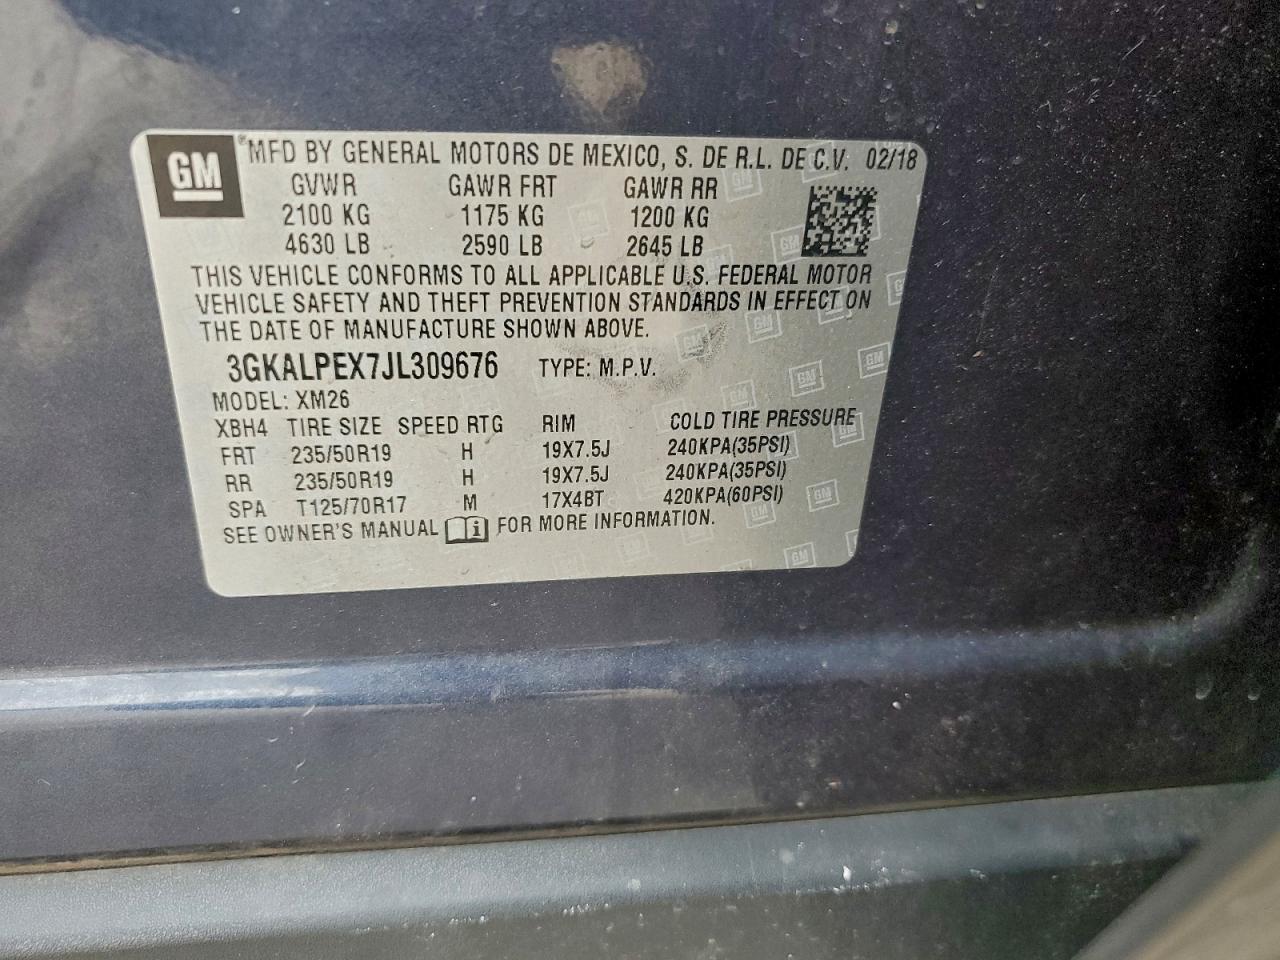 GM ® MFD BY GENERAL MOTORS DE MEXICO, S. DE R.L. DE C.V. 02/18
GVWR GAWR FRT GAWR RR
2100 KG 1175 KG 1200 KG
4630 LB 2590 LB 2645 LB
THIS VEHICLE CONFORMS TO ALL APPLICABLE U.S. FEDERAL MOTOR
VEHICLE SAFETY AND THEFT PREVENTION STANDARDS IN EFFECT ON
THE DATE OF MANUFACTURE SHOWN ABOVE.
3GKALPEX7JL309676 TYPE: M.P.V.
MODEL: XM26
XBH4 TIRE SIZE SPEED RTG RIM COLD TIRE PRESSURE
FRT 235/50R19 H 19X7.5J 240KPA(35PSI)
RR 235/50R19 H 19X7.5J 240KPA(35PSI)
SPA T125/70R17 M 17X4BT 420KPA(60PSI)
SEE OWNER'S MANUAL i FOR MORE INFORMATION.